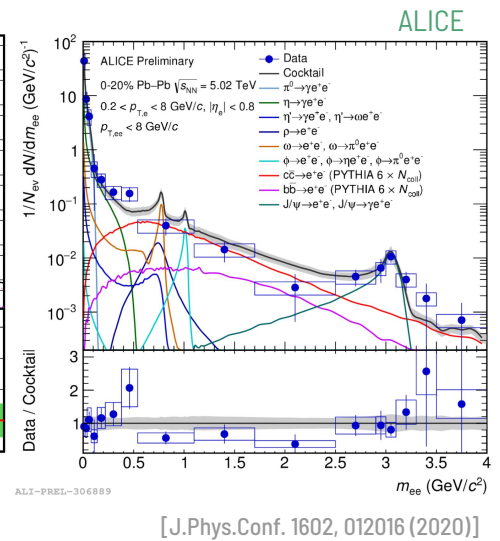 ALICE
ALICE Preliminary
0-20% Pb–Pb √sNN = 5.02 TeV
0.2 < pT,e < 8 GeV/c, |ηe| < 0.8
pT,ee < 8 GeV/c
Data
Cocktail
π⁰→γe⁺e⁻
η→γe⁺e⁻
η'→γe⁺e⁻, η'→ωe⁺e⁻
ρ→e⁺e⁻
ω→e⁺e⁻, ω→π⁰e⁺e⁻
ϕ→e⁺e⁻, ϕ→ηe⁺e⁻, ϕ→π⁰e⁺e⁻
cc̄→e⁺e⁻ (PYTHIA 6 × Ncoll)
bb̄→e⁺e⁻ (PYTHIA 6 × Ncoll)
J/ψ→e⁺e⁻, J/ψ→γe⁺e⁻
1/Nev dN/dmee (GeV/c²)⁻¹
10²
10
1
10⁻¹
10⁻²
10⁻³
Data / Cocktail
3
2
1
0 0.5 1 1.5 2 2.5 3 3.5 4
mee (GeV/c²)
ALI-PREL-306889
[J.Phys.Conf. 1602, 012016 (2020)]